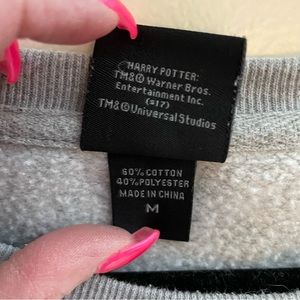 HARRY POTTER:
TM&© Warner Bros.
Entertainment Inc.
(s17)
TM&©Universal Studios
60% COTTON
40% POLYESTER
MADE IN CHINA
M